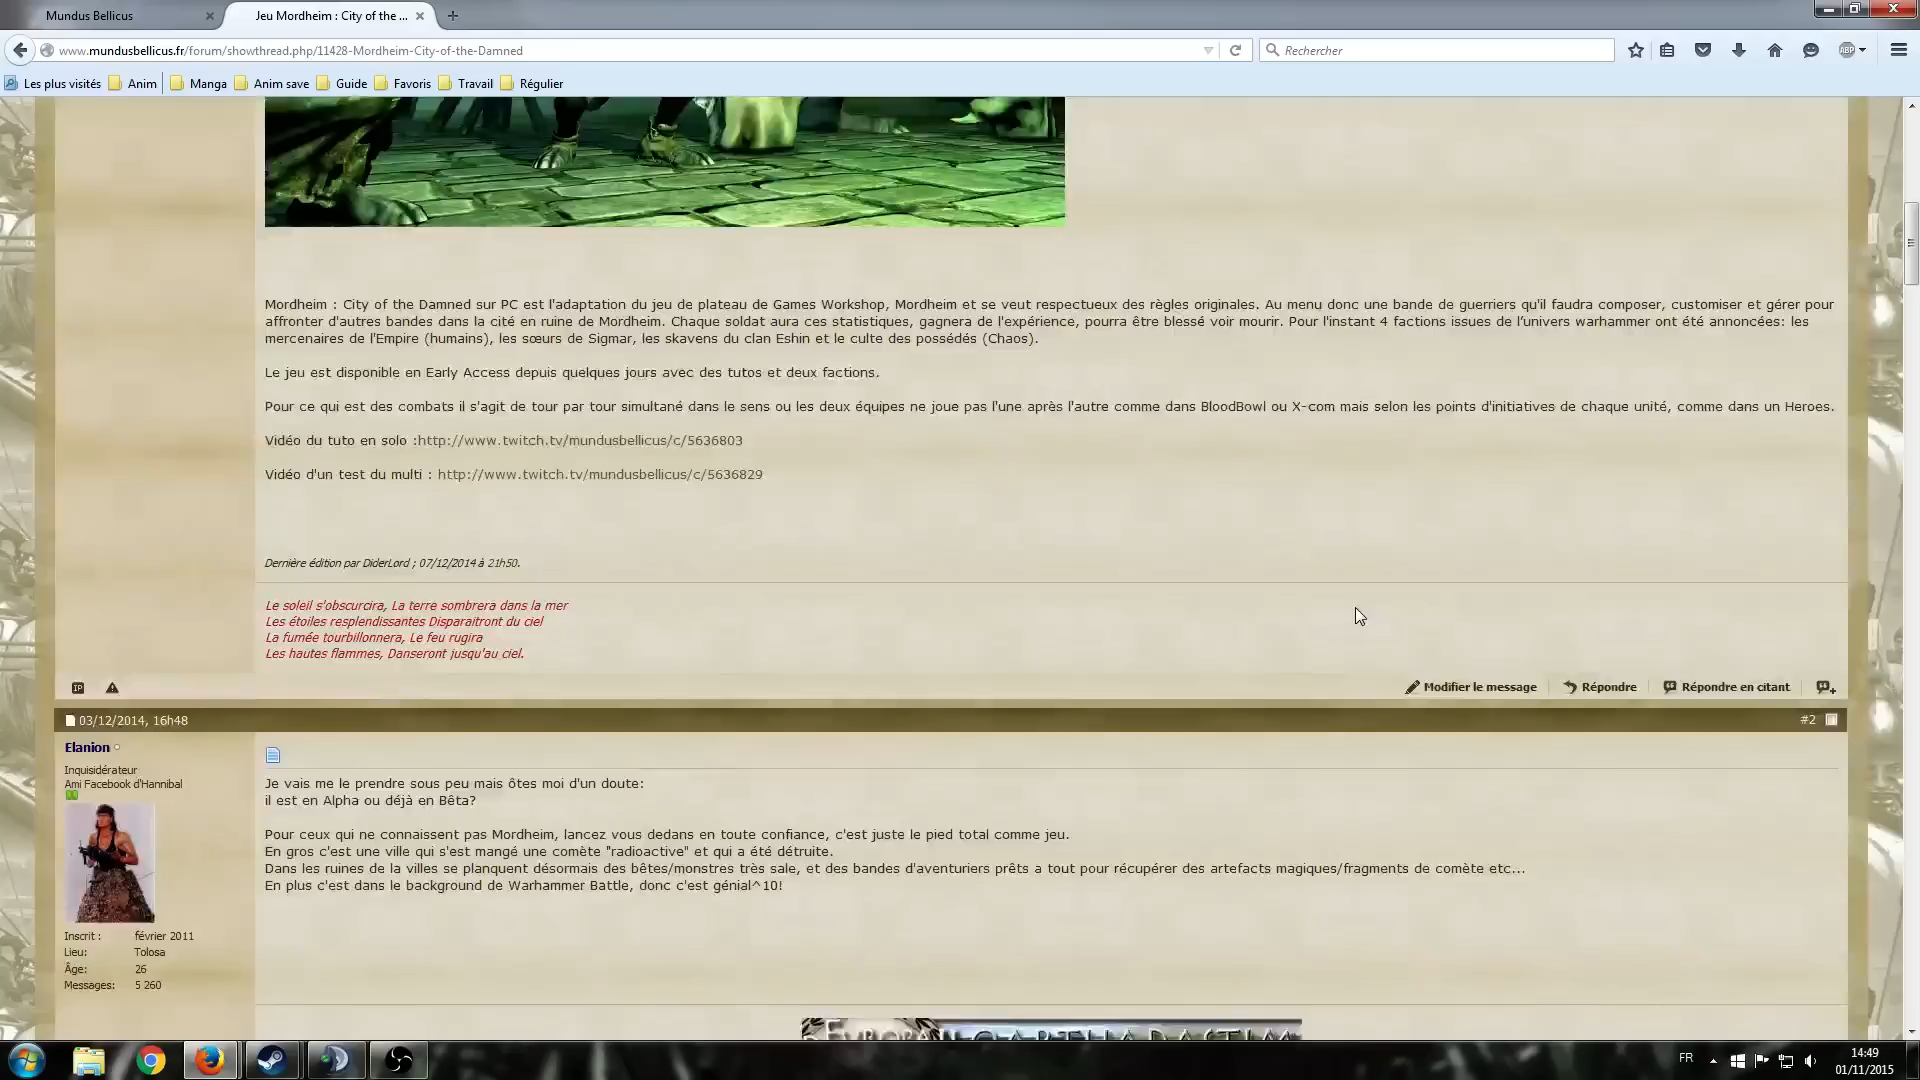 Mundus Bellicus
Jeu Mordheim : City of the ...
www.mundusbellicus.fr/forum/showthread.php/11428-Mordheim-City-of-the-Damned
Rechercher
ABP
Les plus visités Anim Manga Anim save Guide Favoris Travail Régulier
Mordheim : City of the Damned sur PC est l'adaptation du jeu de plateau de Games Workshop, Mordheim et se veut respectueux des règles originales. Au menu donc une bande de guerriers qu'il faudra composer, customiser et gérer pour
affronter d'autres bandes dans la cité en ruine de Mordheim. Chaque soldat aura ces statistiques, gagnera de l'expérience, pourra être blessé voir mourir. Pour l'instant 4 factions issues de l'univers warhammer ont été annoncées: les
mercenaires de l'Empire (humains), les sœurs de Sigmar, les skavens du clan Eshin et le culte des possédés (Chaos).
Le jeu est disponible en Early Access depuis quelques jours avec des tutos et deux factions.
Pour ce qui est des combats il s'agit de tour par tour simultané dans le sens ou les deux équipes ne joue pas l'une après l'autre comme dans BloodBowl ou X-com mais selon les points d'initiatives de chaque unité, comme dans un Heroes.
Vidéo du tuto en solo :http://www.twitch.tv/mundusbellicus/c/5636803
Vidéo d'un test du multi : http://www.twitch.tv/mundusbellicus/c/5636829
Dernière édition par DiderLord ; 07/12/2014 à 21h50.
Le soleil s'obscurcira, La terre sombrera dans la mer
Les étoiles resplendissantes Disparaitront du ciel
La fumée tourbillonnera, Le feu rugira
Les hautes flammes, Danseront jusqu'au ciel.
IP
Modifier le message Répondre Répondre en citant
03/12/2014, 16h48
#2
Elanion
Inquisidérateur
Ami Facebook d'Hannibal
Je vais me le prendre sous peu mais ôtes moi d'un doute:
il est en Alpha ou déjà en Bêta?
Pour ceux qui ne connaissent pas Mordheim, lancez vous dedans en toute confiance, c'est juste le pied total comme jeu.
En gros c'est une ville qui s'est mangé une comète "radioactive" et qui a été détruite.
Dans les ruines de la villes se planquent désormais des bêtes/monstres très sale, et des bandes d'aventuriers prêts a tout pour récupérer des artefacts magiques/fragments de comète etc...
En plus c'est dans le background de Warhammer Battle, donc c'est génial^10!
Inscrit : février 2011
Lieu: Tolosa
Âge: 26
Messages: 5 260
FR
14:49
01/11/2015